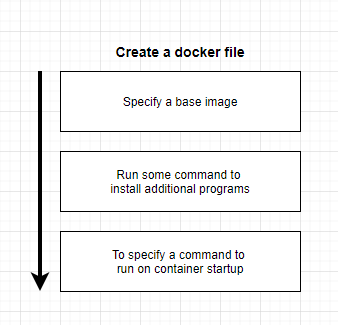 Create a docker file
Specify a base image
Run some command to
install additional programs
To specify a command to
run on container startup